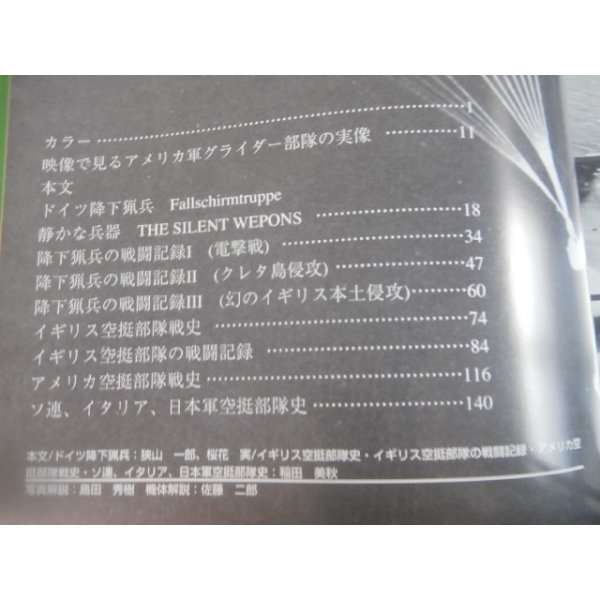 カラー……………………………………1
映像で見るアメリカ軍グライダー部隊の実像 …………11
本文
ドイツ降下猟兵 Fallschirmtruppe
静かな兵器 THE SILENT WEPONS ………………18
降下猟兵の戦闘記録I (電撃戦) ………………34
降下猟兵の戦闘記録II (クレタ島侵攻)……………47
降下猟兵の戦闘記録III (幻のイギリス本土侵攻)………60
イギリス空挺部隊戦史 ……………………………74
イギリス空挺部隊の戦闘記録 ………………………84
アメリカ空挺部隊戦史……………………………116
ソ連、イタリア、日本軍空挺部隊史 ………………140
本文/ドイツ降下猟兵:狭山 一郎、桜花 実/イギリス空挺部隊史・イギリス空挺部隊の戦闘記録・アメリカ空
挺部隊戦史・ソ連、イタリア、日本軍空挺部隊史:稲田 美秋
写真解説:島田 秀樹 機体解説:佐藤 二郎